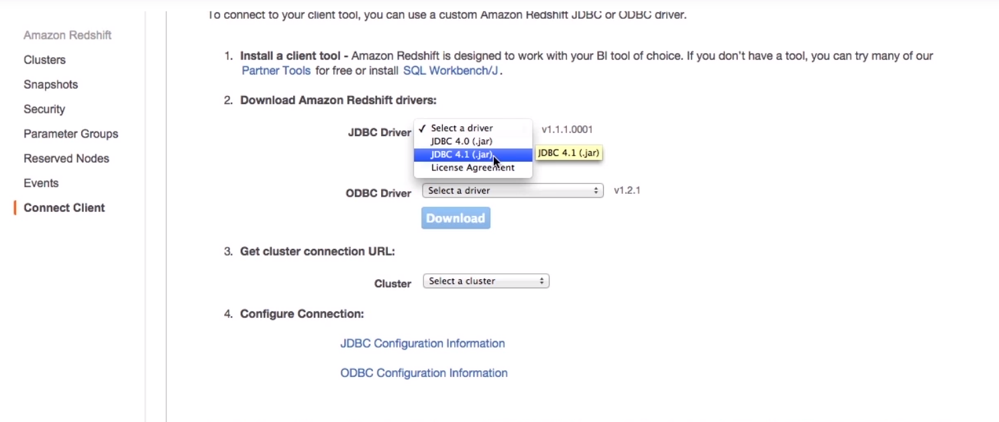 To connect to your client tool, you can use a custom Amazon Redshift JDBC or ODBC driver.
Amazon Redshift
Clusters
Snapshots
Security
Parameter Groups
Reserved Nodes
Events
Connect Client
1. Install a client tool - Amazon Redshift is designed to work with your BI tool of choice. If you don't have a tool, you can try many of our
Partner Tools for free or install SQL Workbench/J.
2. Download Amazon Redshift drivers:
JDBC Driver ✓ Select a driver v1.1.1.0001
JDBC 4.0 (.jar)
JDBC 4.1 (.jar) JDBC 4.1 (.jar)
License Agreement
ODBC Driver Select a driver v1.2.1
Download
3. Get cluster connection URL:
Cluster Select a cluster
4. Configure Connection:
JDBC Configuration Information
ODBC Configuration Information